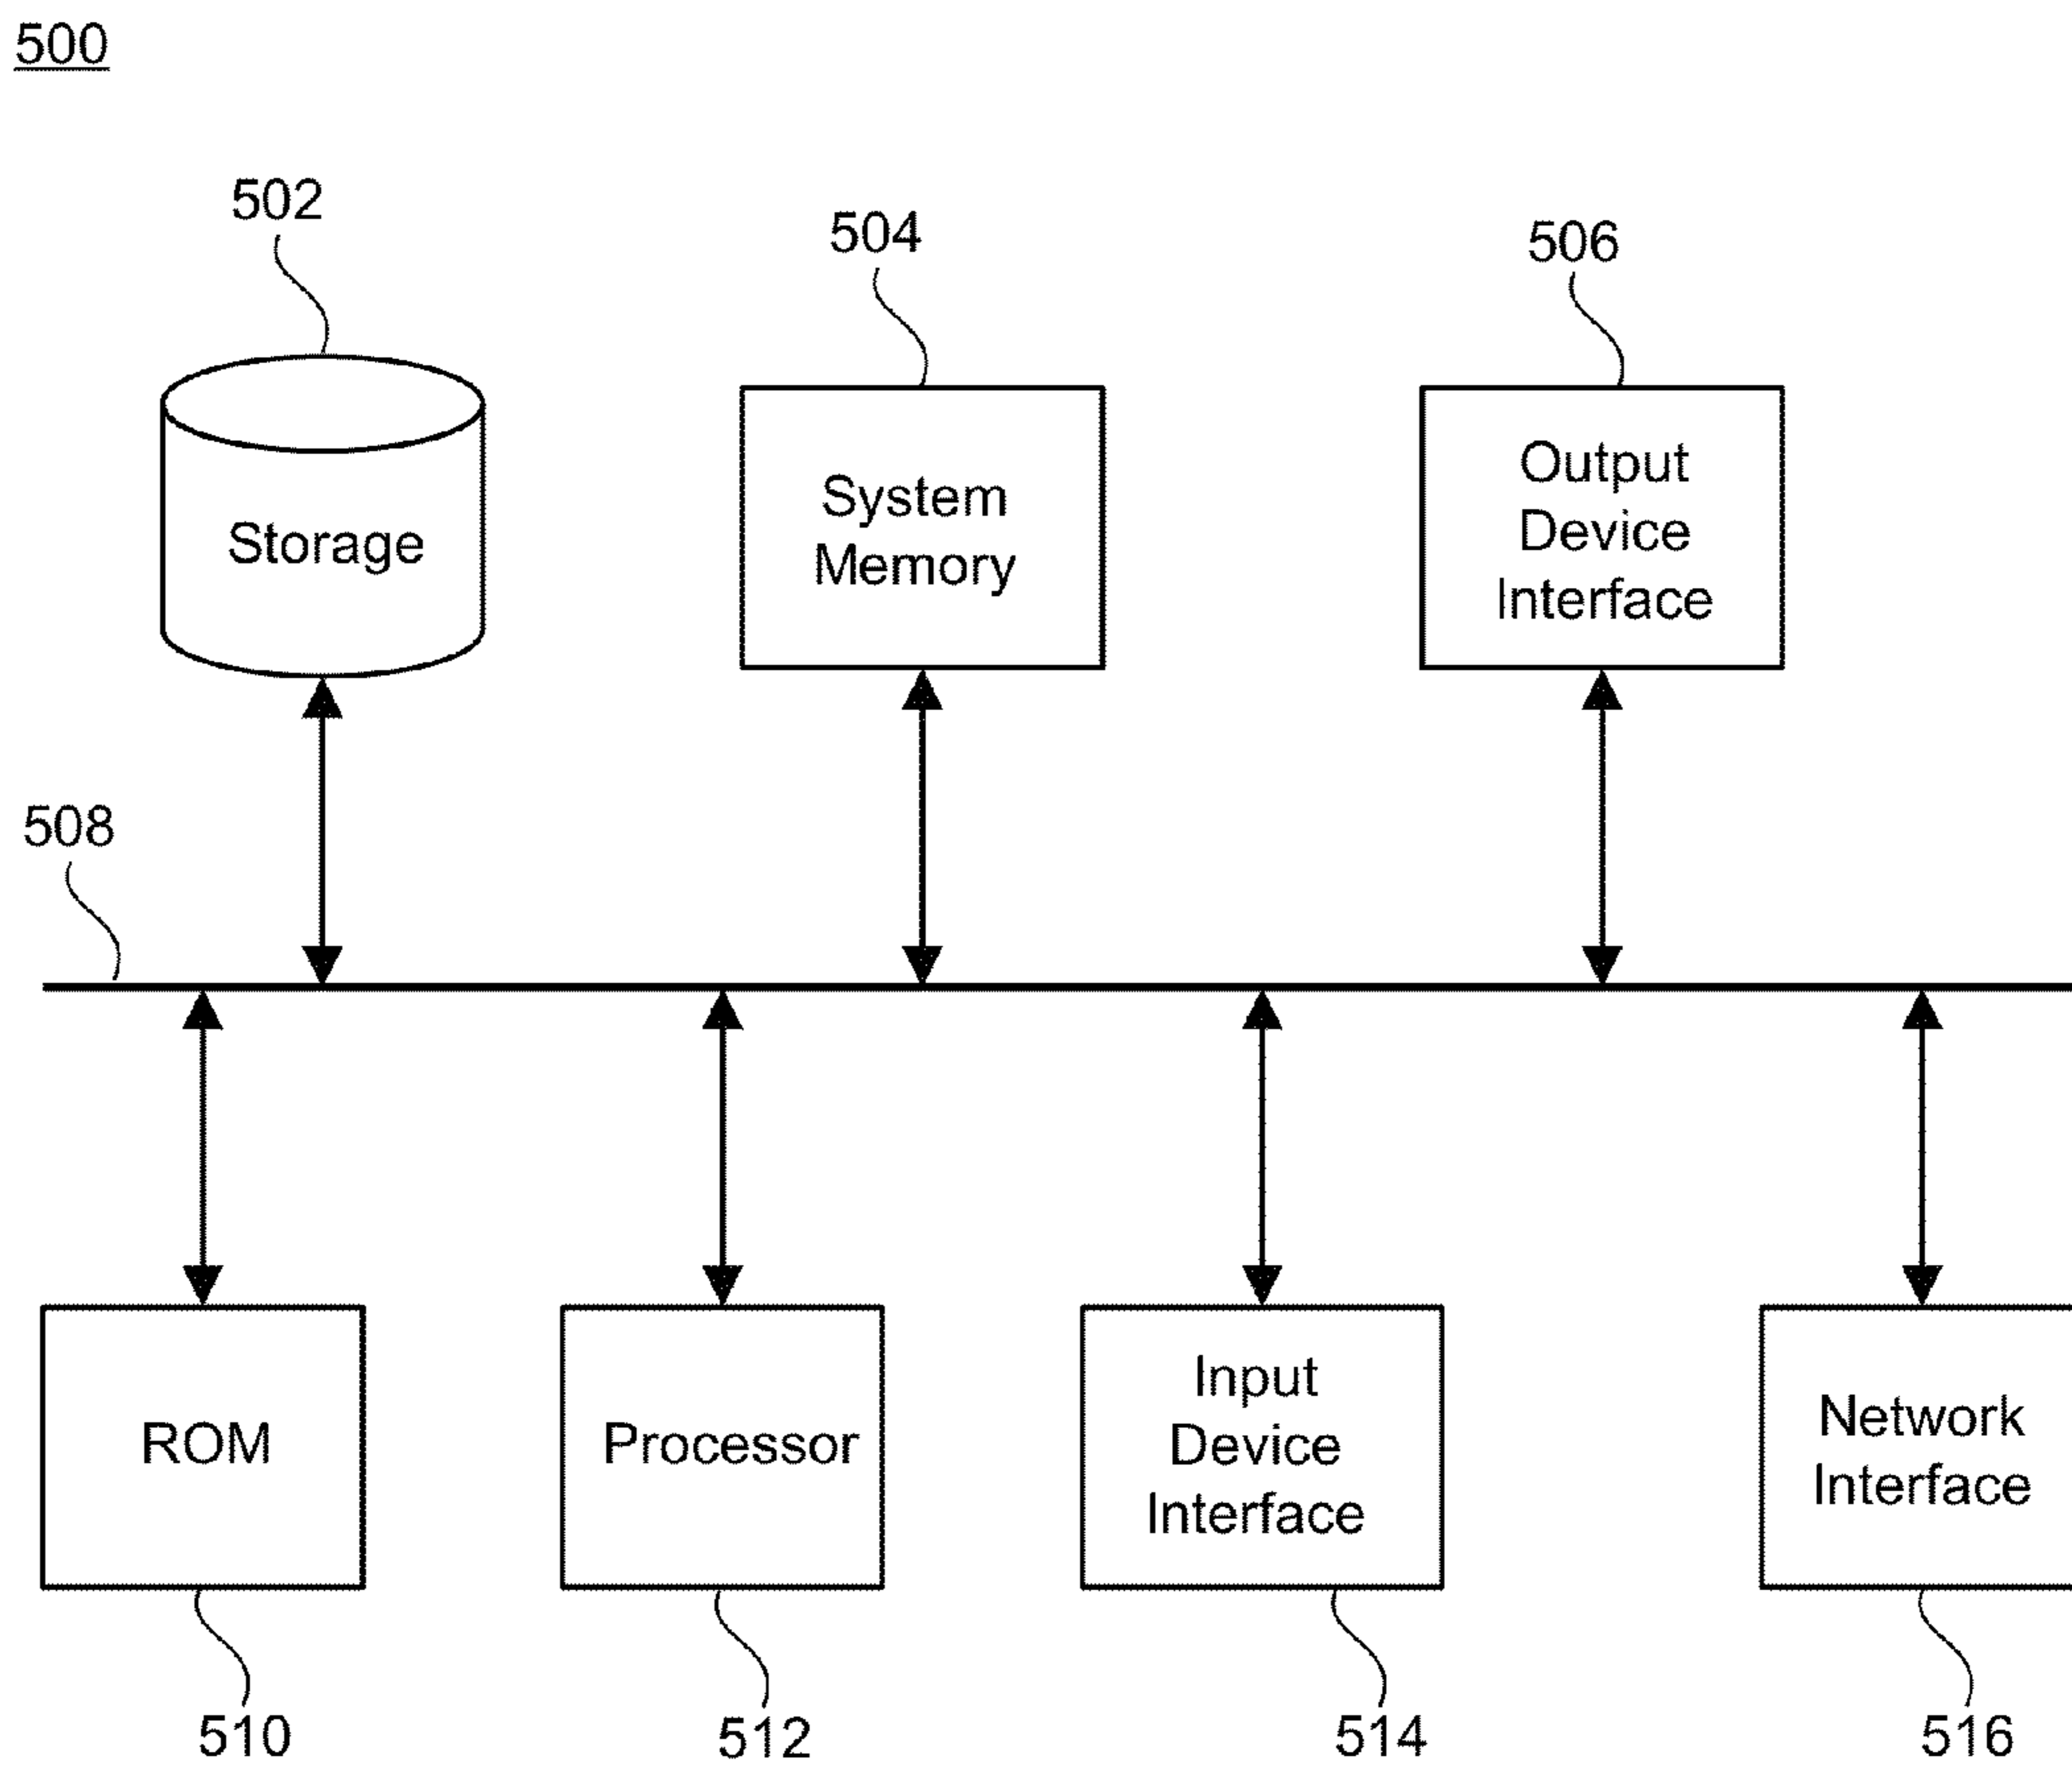 500
502
504
506
Storage
System
Memory
Output
Device
Interface
508
ROM
Processor
Input
Device
Interface
Network
Interface
510
512
514
516